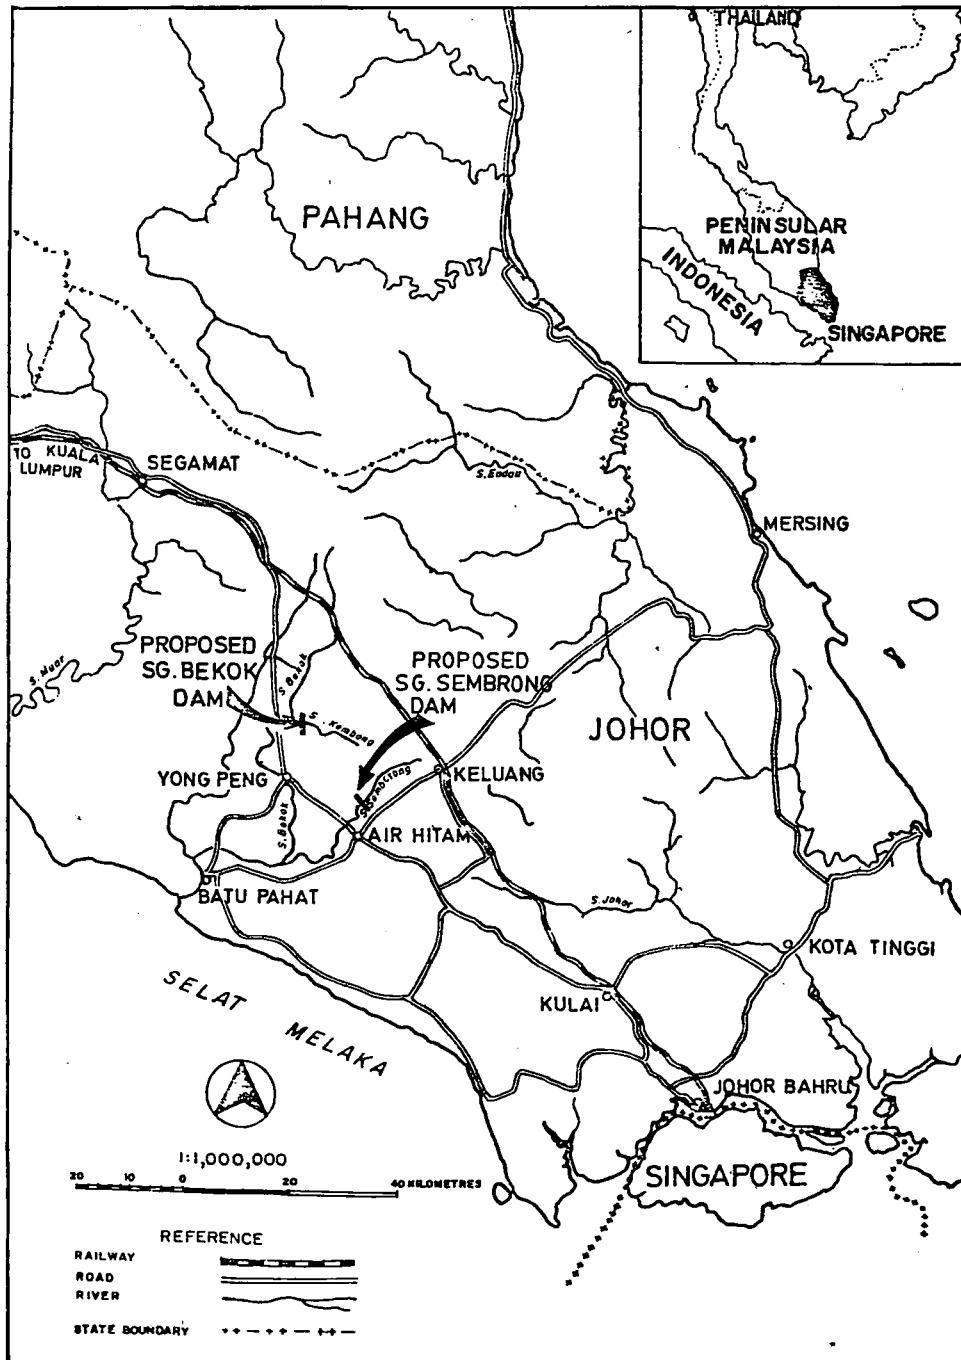 THAILAND
PENINSULAR
MALAYSIA
INDONESIA
SINGAPORE
PAHANG
TO KUALA
LUMPUR
SEGAMAT
S.Endau
MERSING
S. Muar
PROPOSED
SG. BEKOK
DAM
S. Bekok
S. Kembong
PROPOSED
SG. SEMBRONG
DAM
JOHOR
YONG PENG
KELUANG
S. Bekok
AIR HITAM
BATU PAHAT
S. Johor
KOTA TINGGI
KULAI
SELAT MELAKA
JOHOR BAHRU
SINGAPORE
1:1,000,000
20 10 0 20 40 KILOMETRES
REFERENCE
RAILWAY
ROAD
RIVER
STATE BOUNDARY